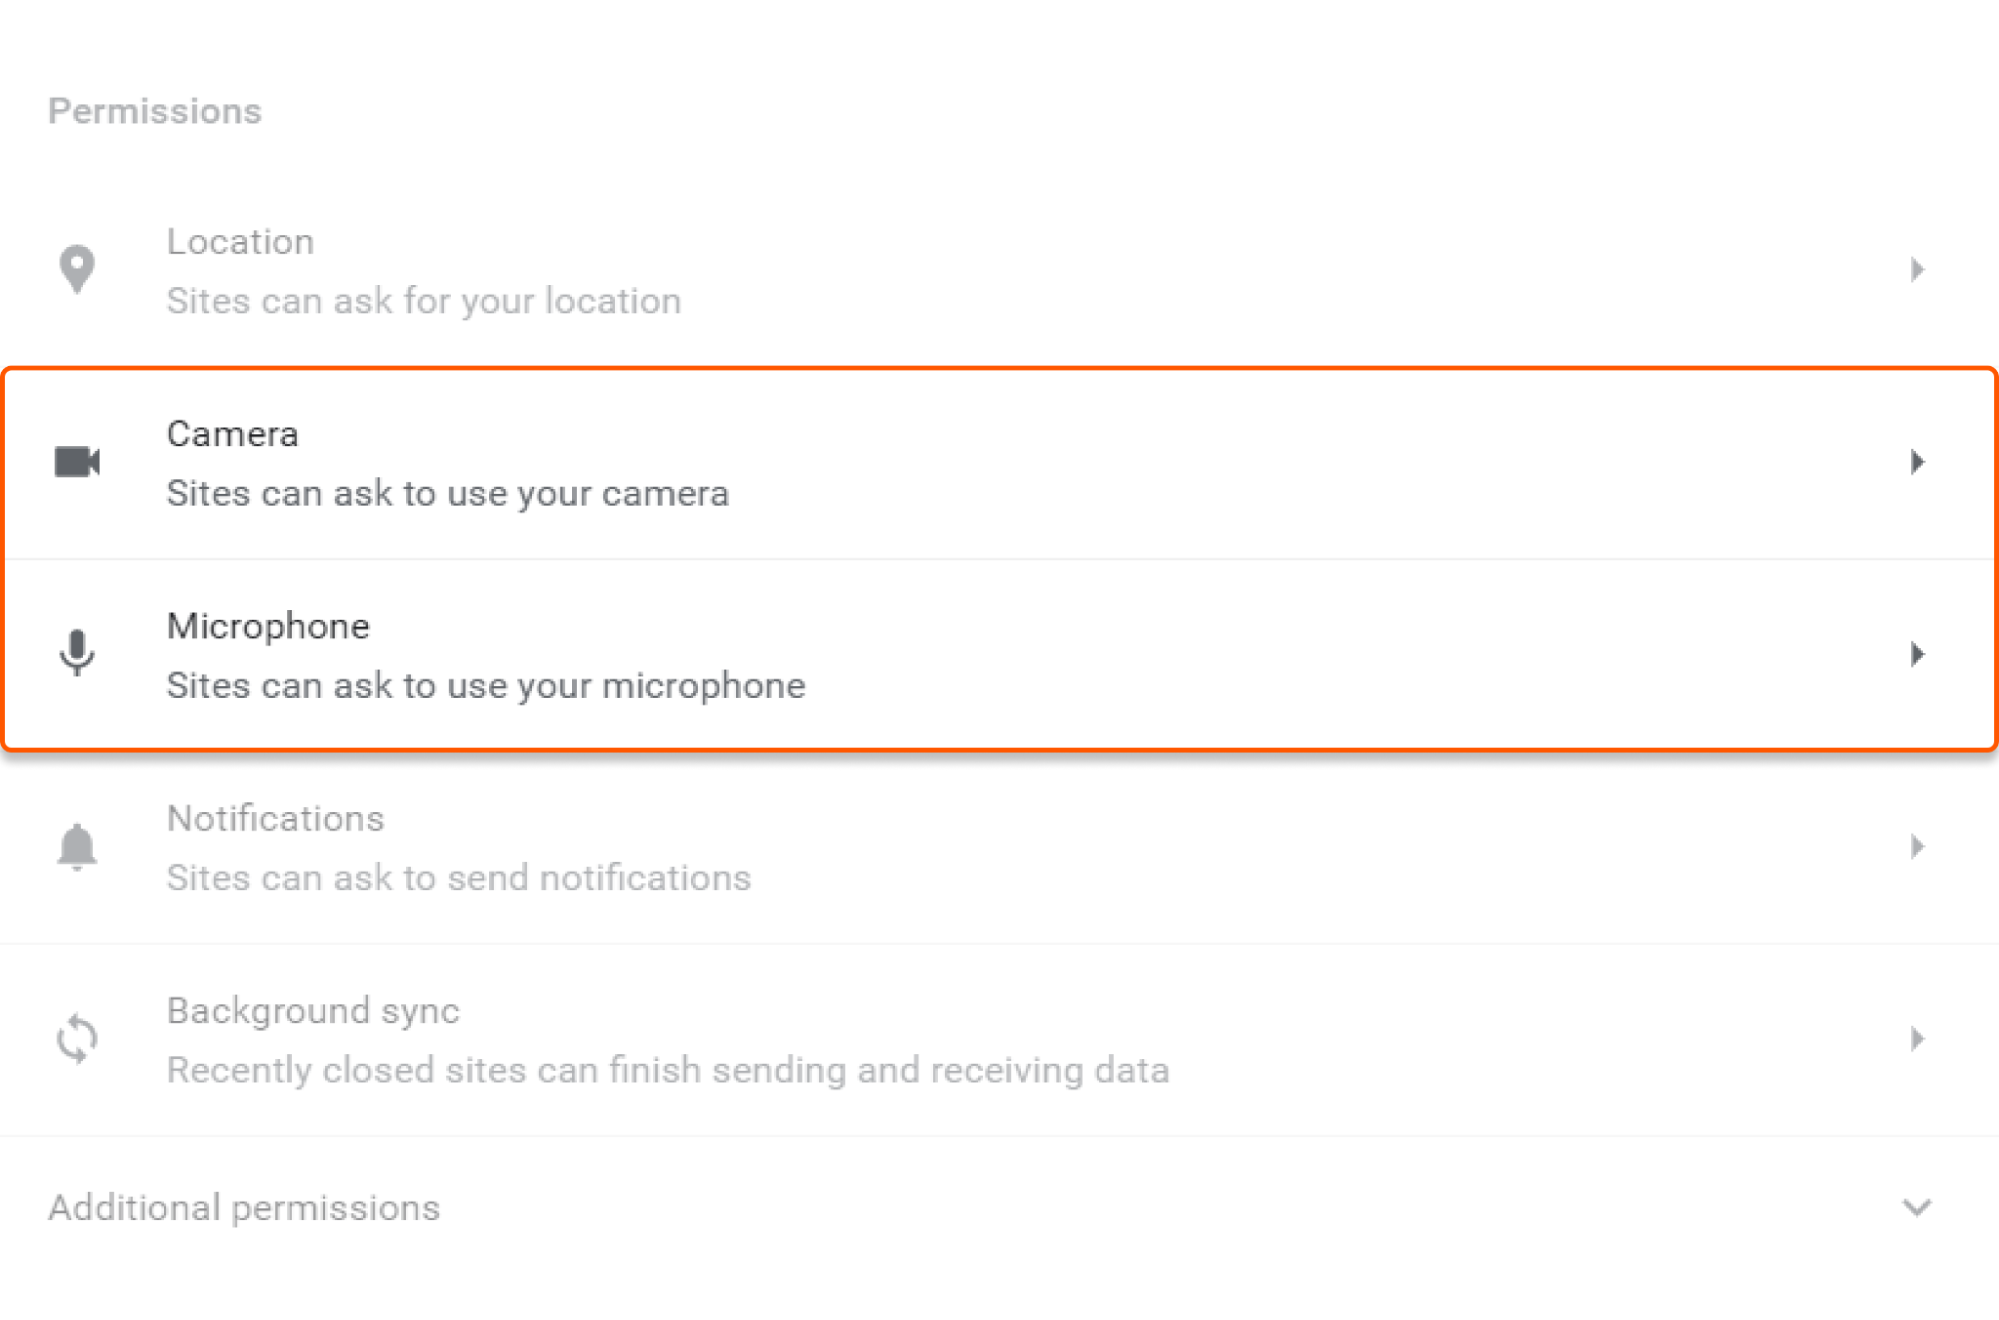 Permissions
Location
Sites can ask for your location
Camera
Sites can ask to use your camera
Microphone
Sites can ask to use your microphone
Notifications
Sites can ask to send notifications
Background sync
Recently closed sites can finish sending and receiving data
Additional permissions